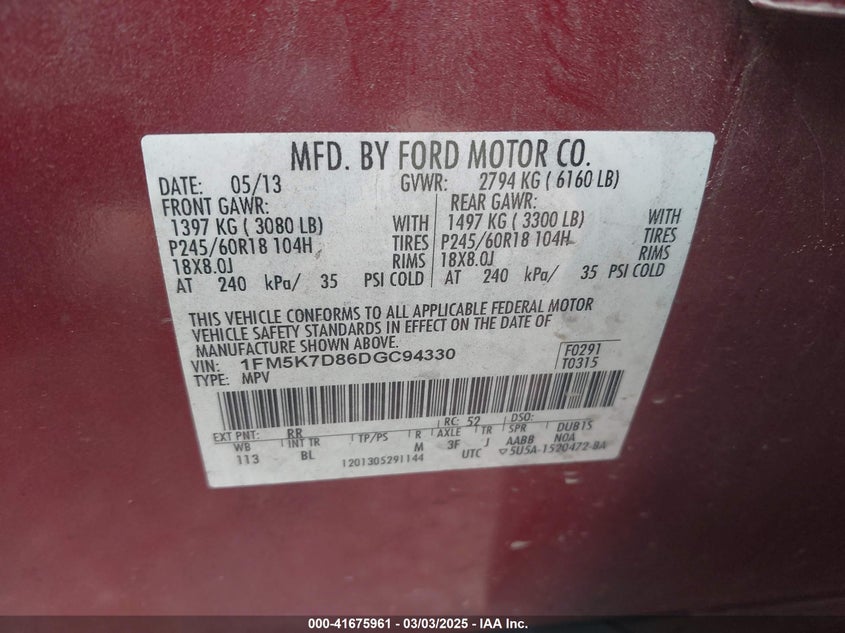 MFD. BY FORD MOTOR CO.
DATE: 05/13 GVWR: 2794 KG ( 6160 LB)
FRONT GAWR: REAR GAWR:
1397 KG ( 3080 LB) WITH 1497 KG ( 3300 LB) WITH
P245/60R18 104H TIRES P245/60R18 104H TIRES
18X8.0J RIMS 18X8.0J RIMS
AT 240 kPa/ 35 PSI COLD AT 240 kPa/ 35 PSI COLD
THIS VEHICLE CONFORMS TO ALL APPLICABLE FEDERAL MOTOR
VEHICLE SAFETY STANDARDS IN EFFECT ON THE DATE OF
MANUFACTURE SHOWN ABOVE.
VIN: 1FM5K7D86DGC94330 F0291
TYPE: MPV T0315
EXT PNT: RR RC: 52 DSO:
WB INT TR TP/PS R AXLE TR SPR DUB15
113 BL M 3F J AABB NOA
1201305291144 UTC ▽5U5A-1520472-BA
000-41675961 | 03/03/2025 - IAA Inc.